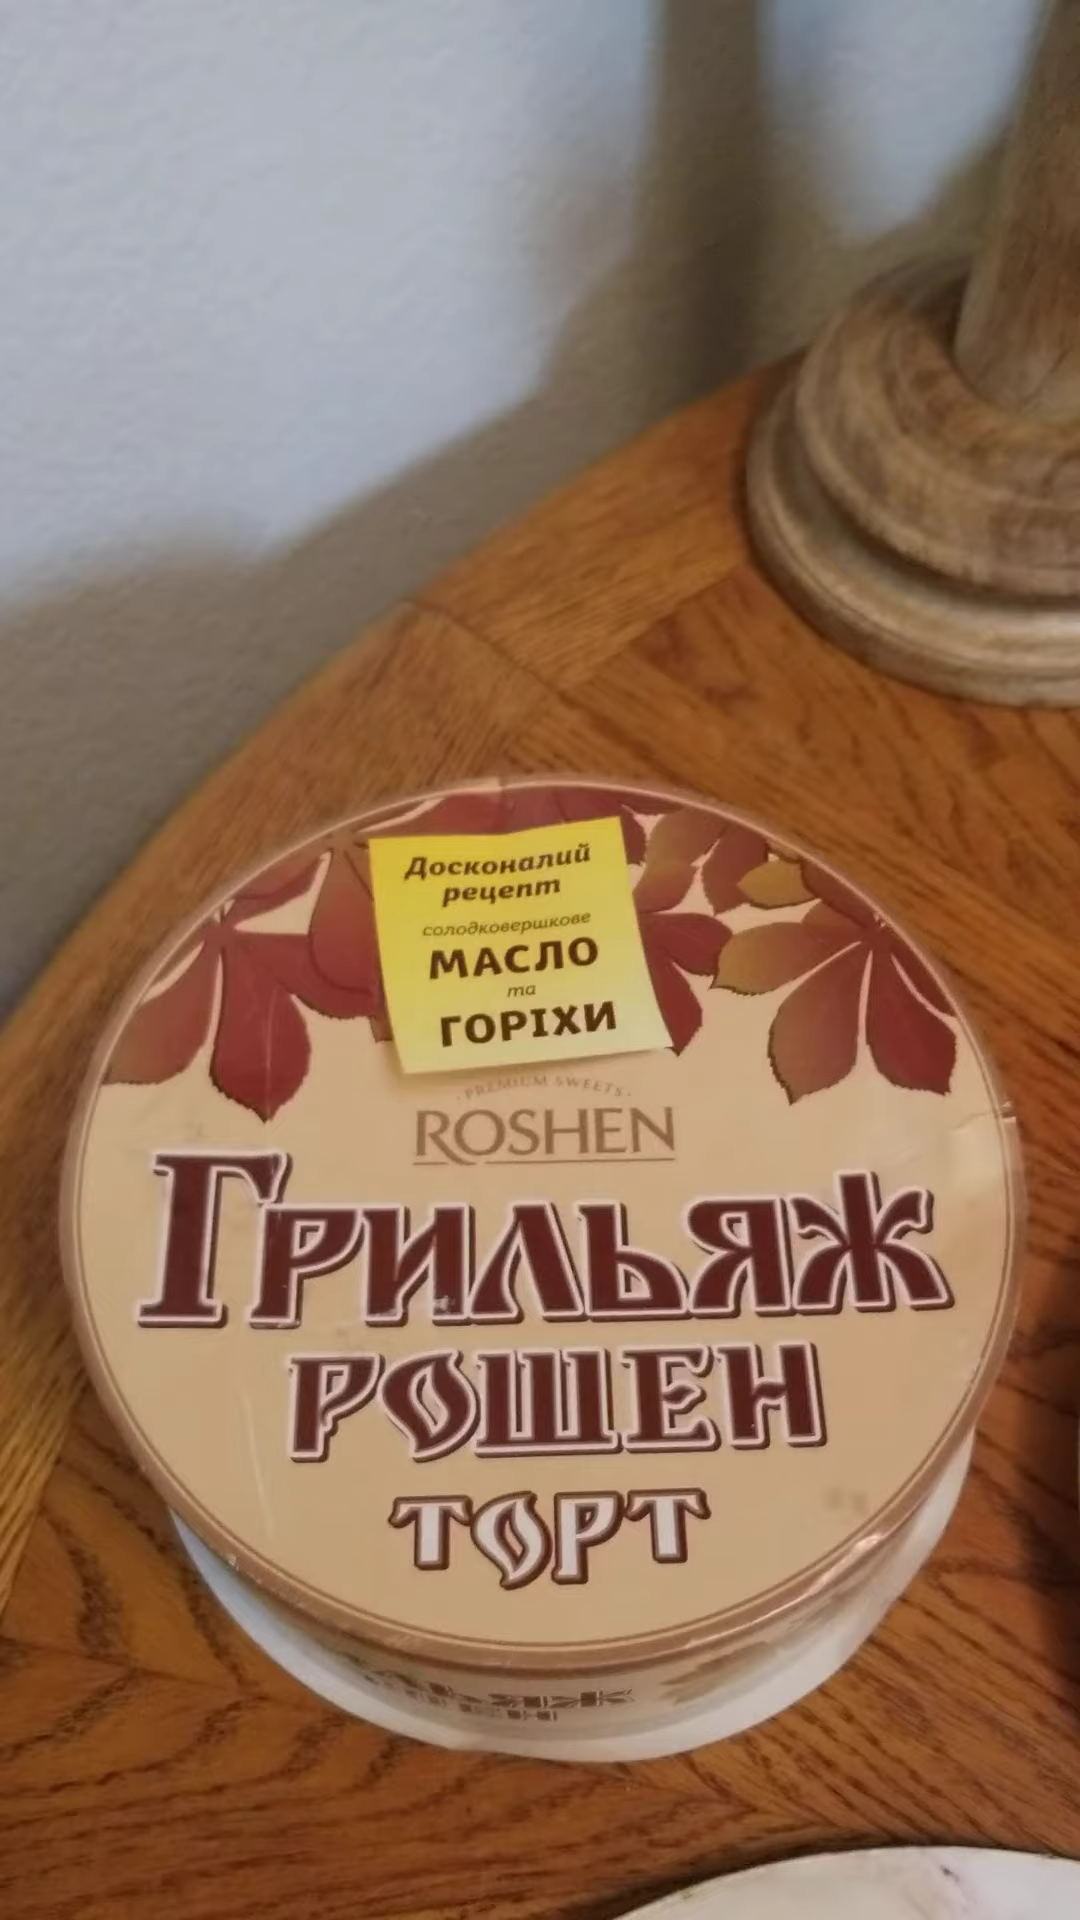 Досконалий
рецепт
солодковершкове
МАСЛО
та
ГОРІХИ
· PREMIUM SWEETS ·
ROSHEN
ГРИЛЬЯЖ
РОШЕН
ТОРТ